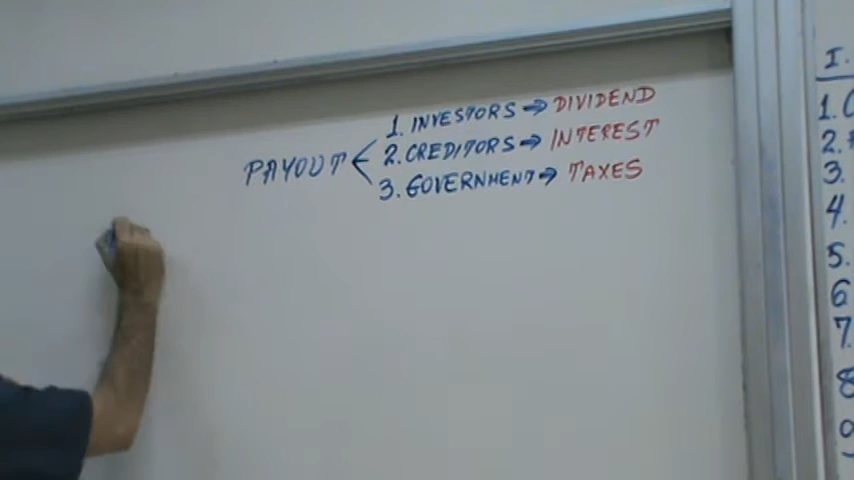 1. INVESTORS → DIVIDEND
PAYOUT 2. CREDITORS → INTEREST
3. GOVERNMENT → TAXES
I.
1. C
2.
3.
4.
5.
6
7.
8
9